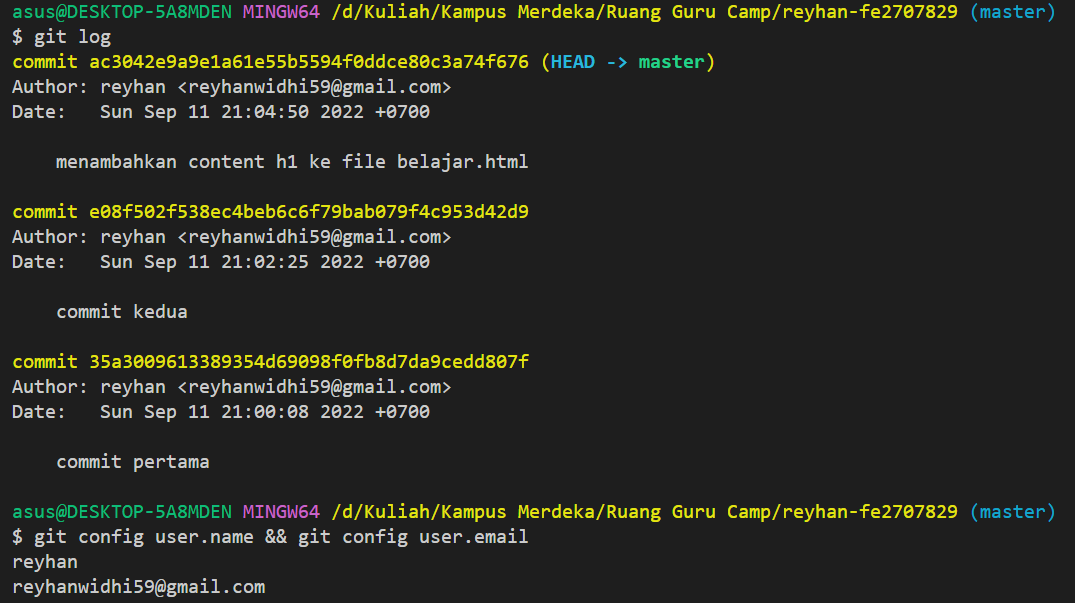 asus@DESKTOP-5A8MDEN MINGW64 /d/Kuliah/Kampus Merdeka/Ruang Guru Camp/reyhan-fe2707829 (master)
$ git log
commit ac3042e9a9e1a61e55b5594f0ddce80c3a74f676 (HEAD -> master)
Author: reyhan <reyhanwidhi59@gmail.com>
Date:   Sun Sep 11 21:04:50 2022 +0700
    menambahkan content h1 ke file belajar.html
commit e08f502f538ec4beb6c6f79bab079f4c953d42d9
Author: reyhan <reyhanwidhi59@gmail.com>
Date:   Sun Sep 11 21:02:25 2022 +0700
    commit kedua
commit 35a3009613389354d69098f0fb8d7da9cedd807f
Author: reyhan <reyhanwidhi59@gmail.com>
Date:   Sun Sep 11 21:00:08 2022 +0700
    commit pertama
asus@DESKTOP-5A8MDEN MINGW64 /d/Kuliah/Kampus Merdeka/Ruang Guru Camp/reyhan-fe2707829 (master)
$ git config user.name && git config user.email
reyhan
reyhanwidhi59@gmail.com